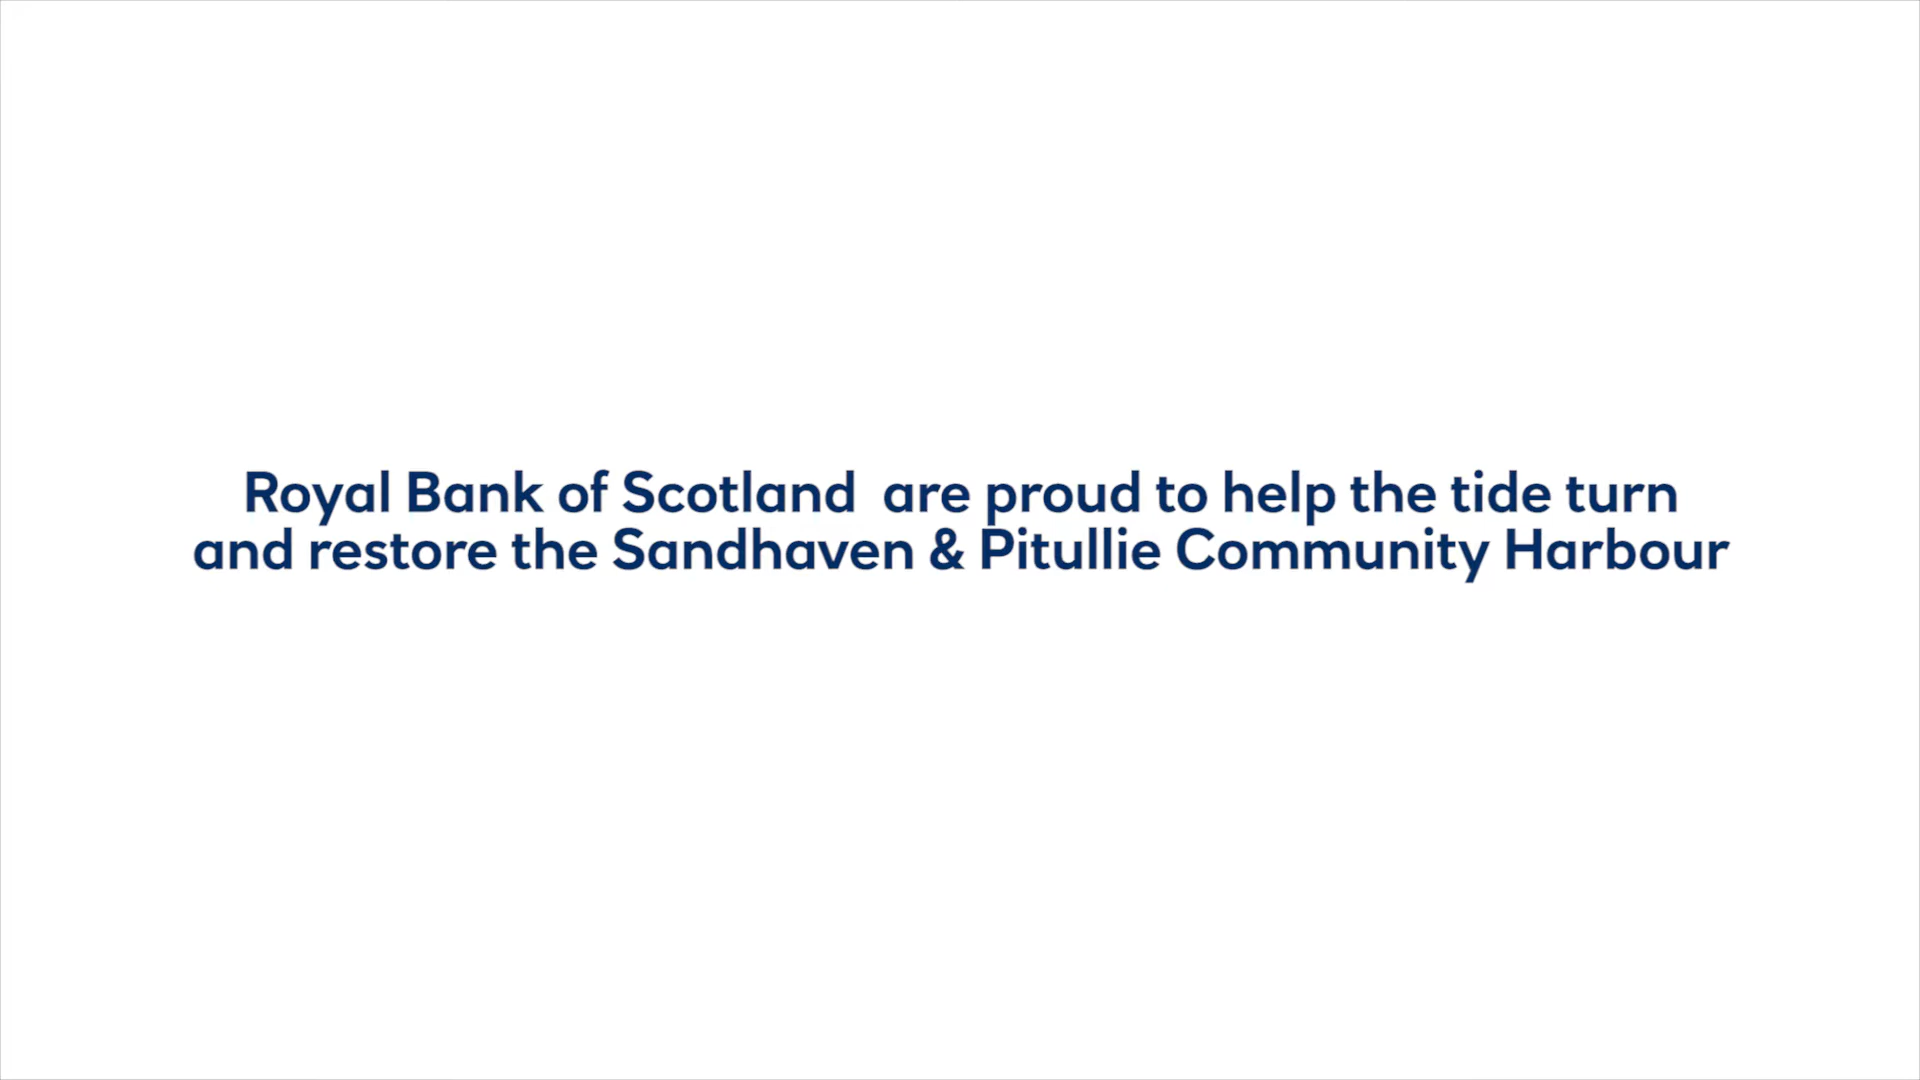 Royal Bank of Scotland  are proud to help the tide turn
and restore the Sandhaven & Pitullie Community Harbour